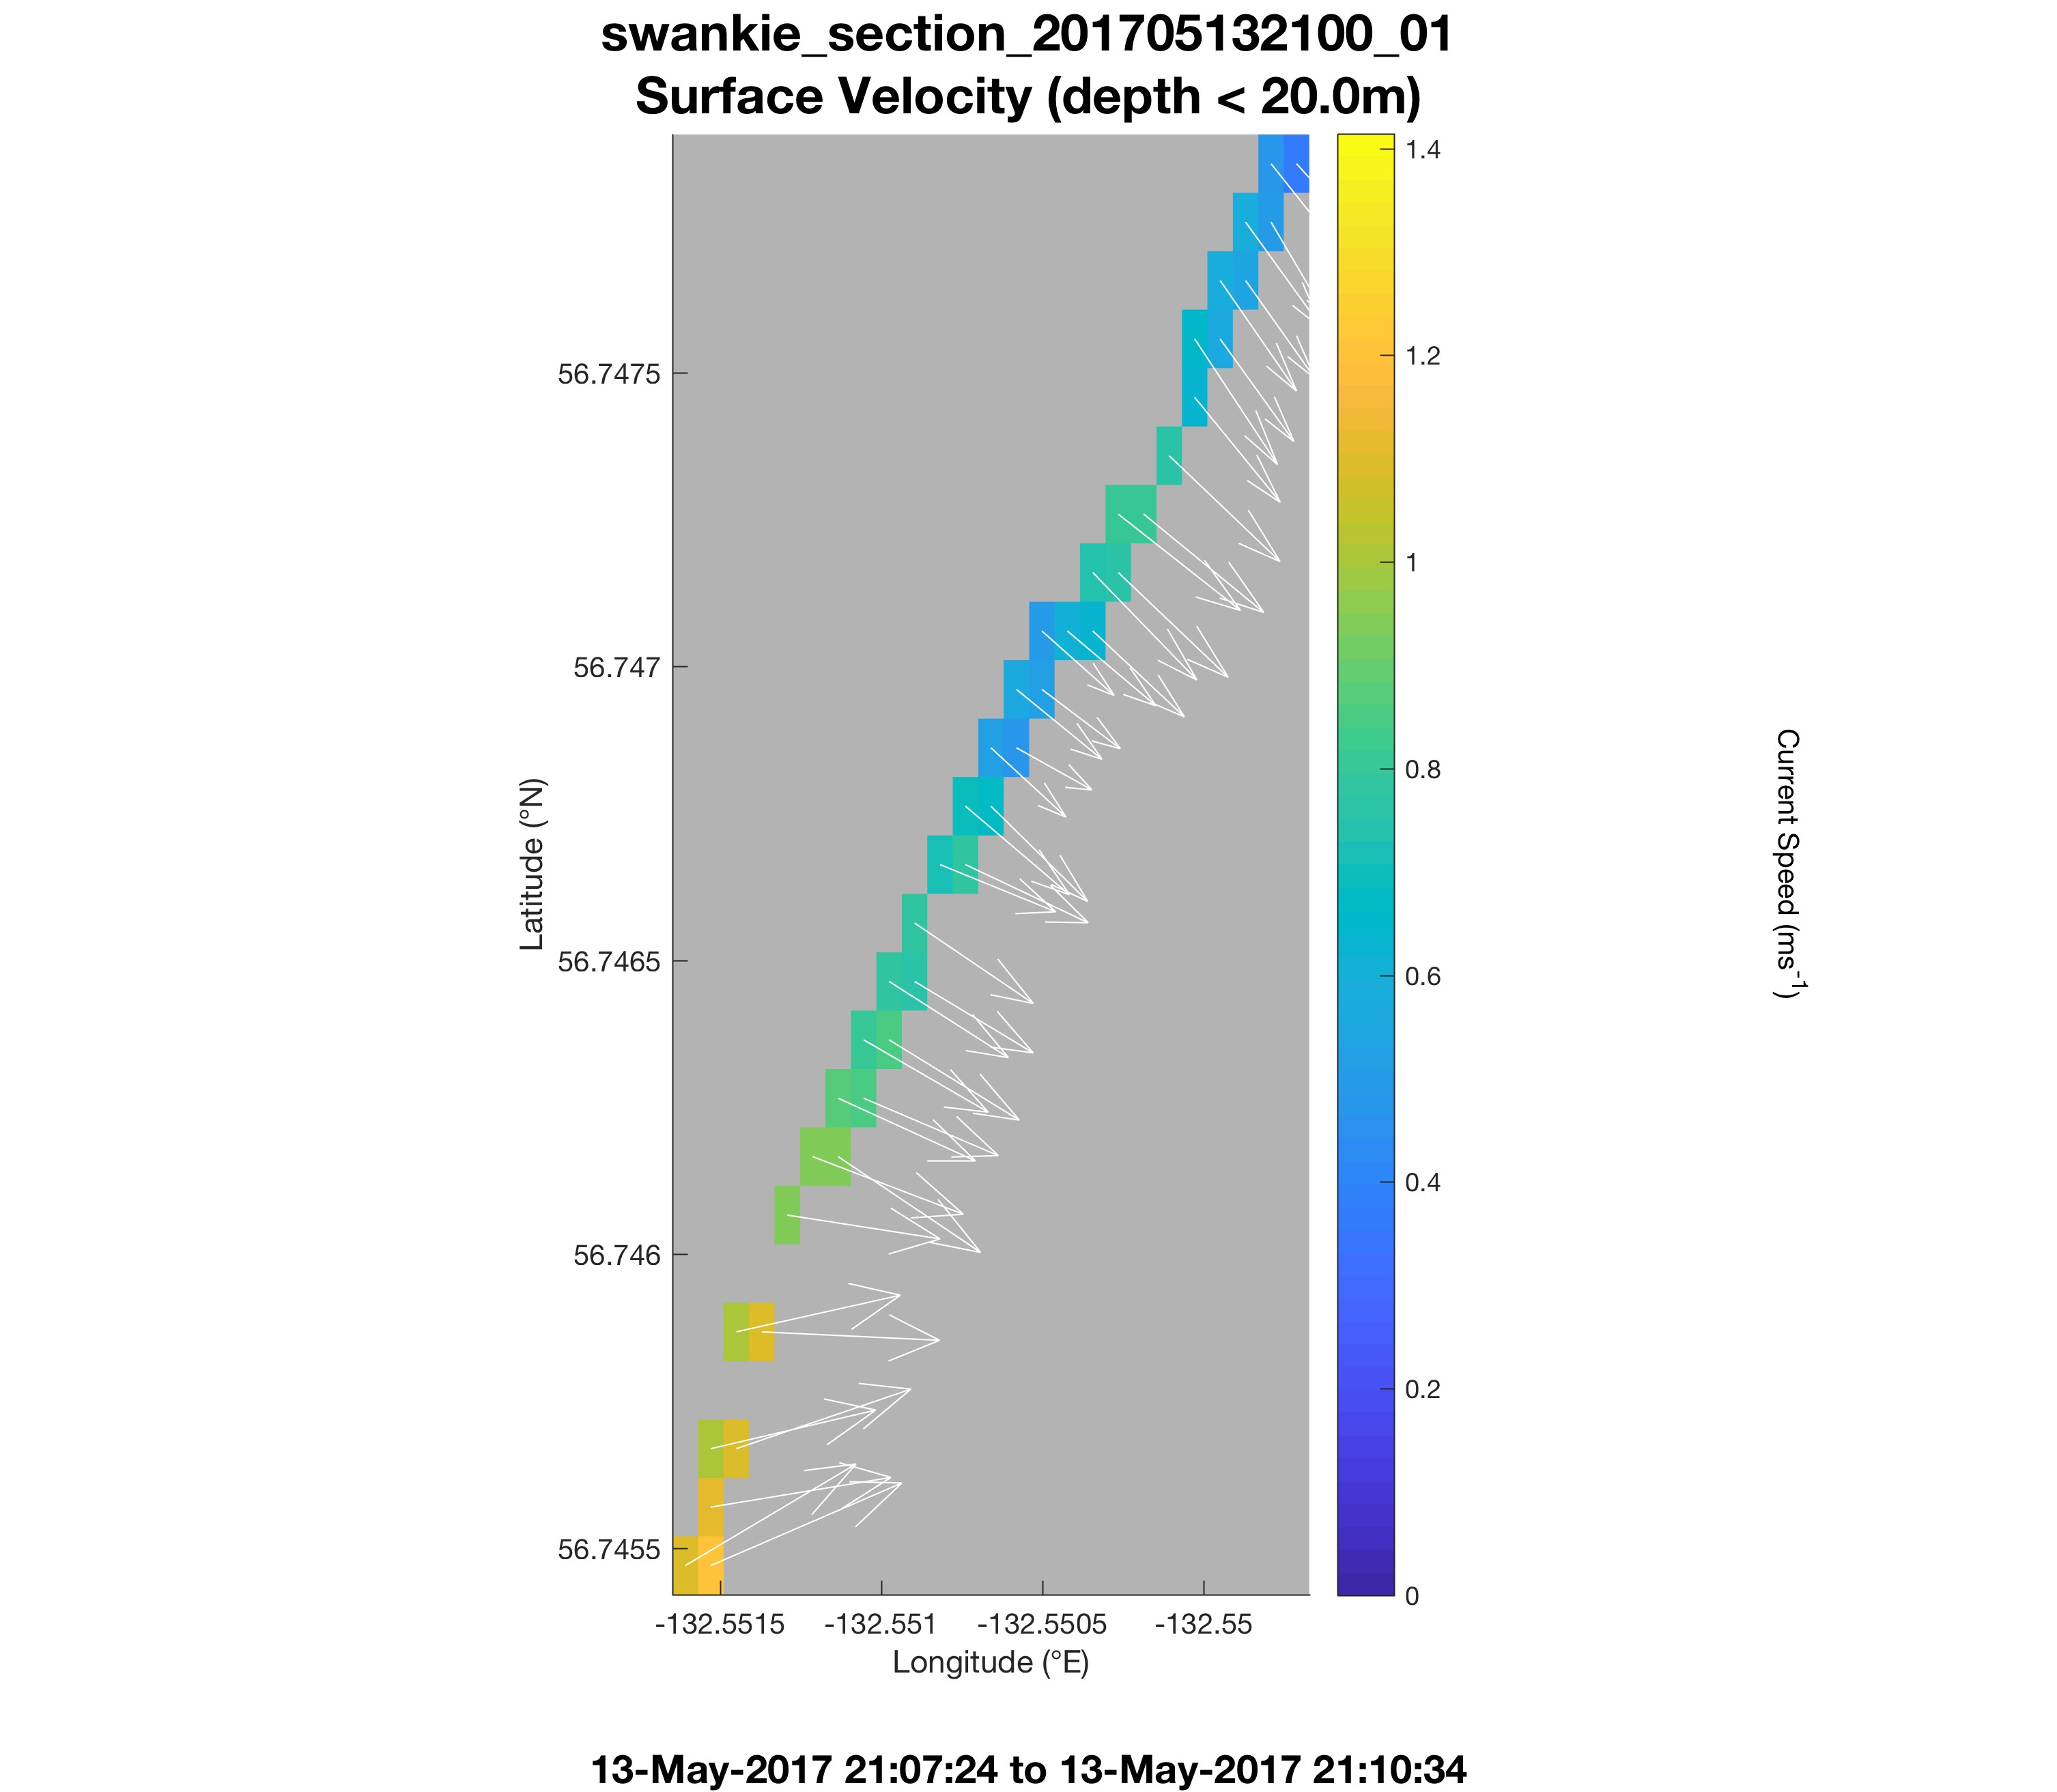 swankie_section_201705132100_01
Surface Velocity (depth < 20.0m)
56.7475
56.747
56.7465
56.746
56.7455
Latitude (°N)
-132.5515 -132.551 -132.5505 -132.55
Longitude (°E)
1.4
1.2
1
0.8
0.6
0.4
0.2
0
Current Speed (ms⁻¹)
13-May-2017 21:07:24 to 13-May-2017 21:10:34